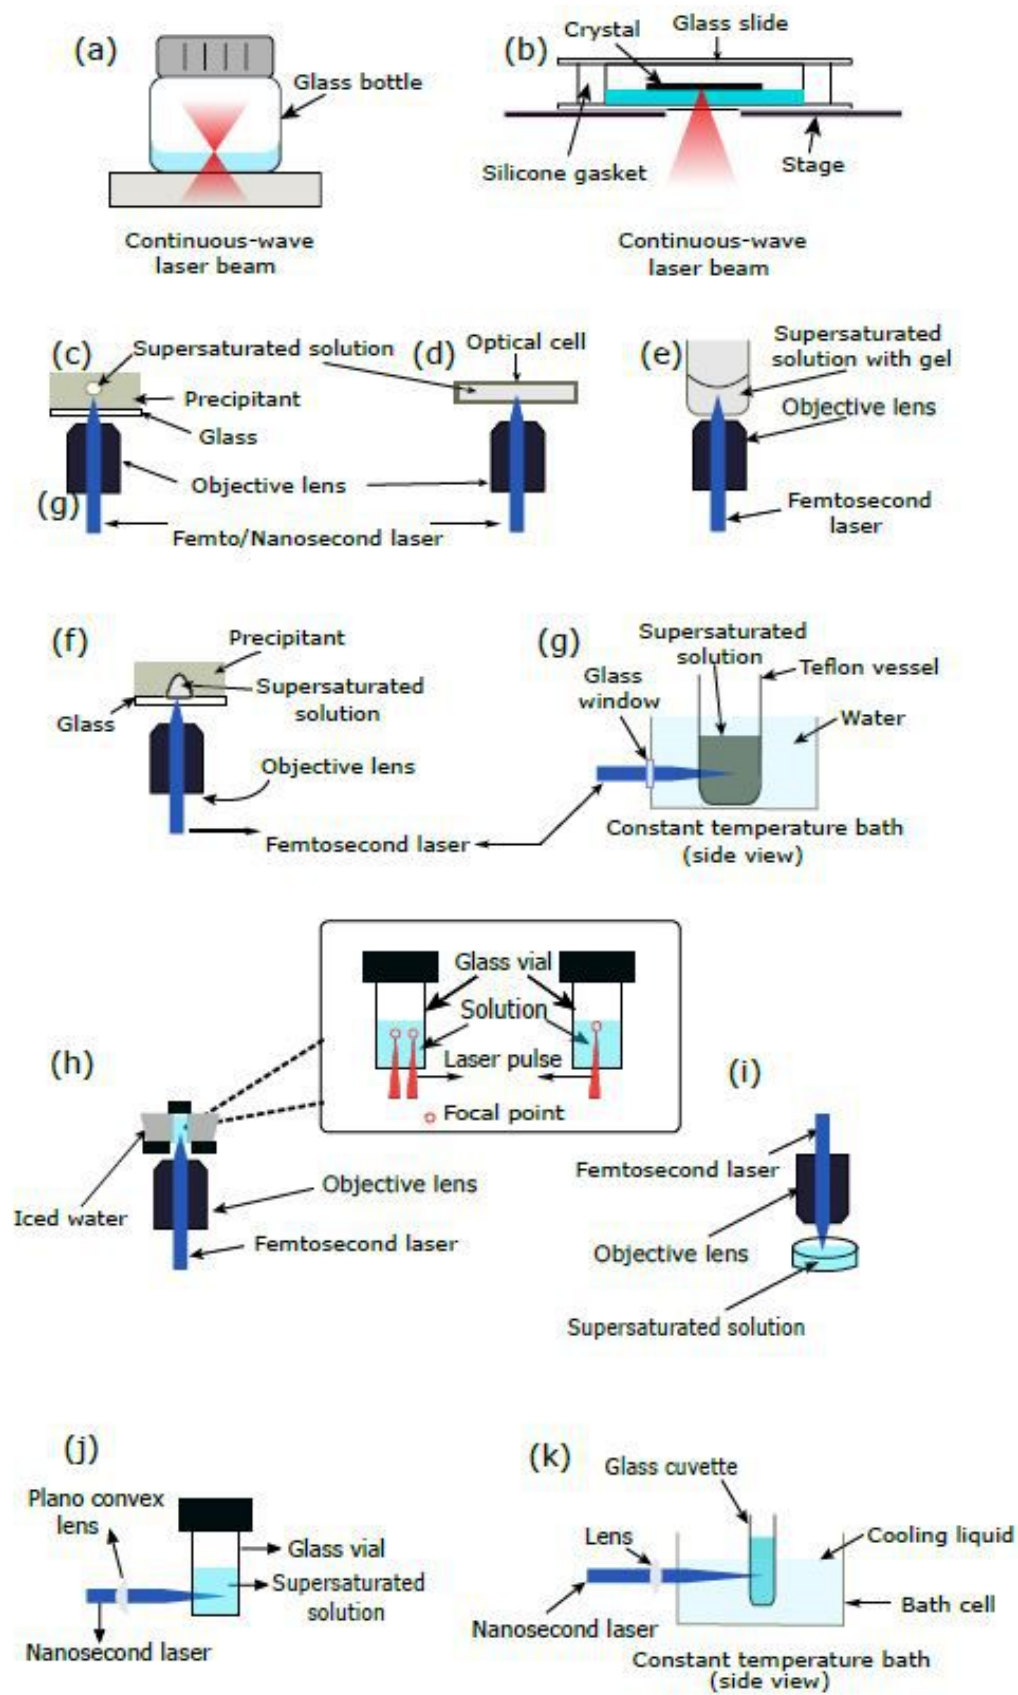 (a)
Glass bottle
Continuous-wave
laser beam
(b)
Crystal
Glass slide
Silicone gasket
Stage
Continuous-wave
laser beam
(c)
Supersaturated solution
Precipitant
Glass
Objective lens
(g)
Femto/Nanosecond laser
(d)
Optical cell
(e)
Supersaturated
solution with gel
Objective lens
Femtosecond
laser
(f)
Precipitant
Supersaturated
solution
Glass
Objective lens
Femtosecond laser
(g)
Supersaturated
solution
Teflon vessel
Glass
window
Water
Constant temperature bath
(side view)
(h)
Glass vial
Solution
Laser pulse
Focal point
Iced water
Objective lens
Femtosecond laser
(i)
Femtosecond laser
Objective lens
Supersaturated solution
(j)
Plano convex
lens
Glass vial
Supersaturated
solution
Nanosecond laser
(k)
Glass cuvette
Lens
Cooling liquid
Nanosecond laser
Bath cell
Constant temperature bath
(side view)